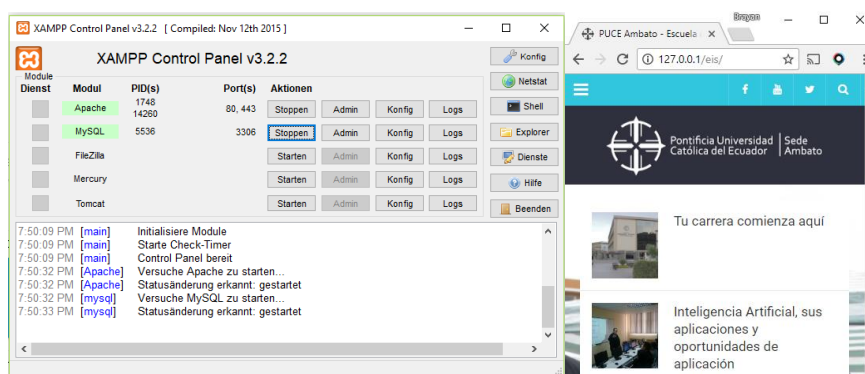 XAMPP Control Panel v3.2.2 [ Compiled: Nov 12th 2015 ]
XAMPP Control Panel v3.2.2
Konfig
Module
Dienst Modul PID(s) Port(s) Aktionen
Netstat
Apache 1748 14260 80, 443 Stoppen Admin Konfig Logs
Shell
MySQL 5536 3306 Stoppen Admin Konfig Logs
Explorer
FileZilla Starten Admin Konfig Logs
Dienste
Mercury Starten Admin Konfig Logs
Hilfe
Tomcat Starten Admin Konfig Logs
Beenden
7:50:09 PM [main] Initialisiere Module
7:50:09 PM [main] Starte Check-Timer
7:50:09 PM [main] Control Panel bereit
7:50:32 PM [Apache] Versuche Apache zu starten...
7:50:32 PM [Apache] Statusänderung erkannt: gestartet
7:50:32 PM [mysql] Versuche MySQL zu starten...
7:50:33 PM [mysql] Statusänderung erkannt: gestartet
Brayan
PUCE Ambato - Escuela
127.0.0.1/eis/
Pontificia Universidad Sede
Católica del Ecuador Ambato
Tu carrera comienza aquí
Inteligencia Artificial, sus
aplicaciones y
oportunidades de
aplicación